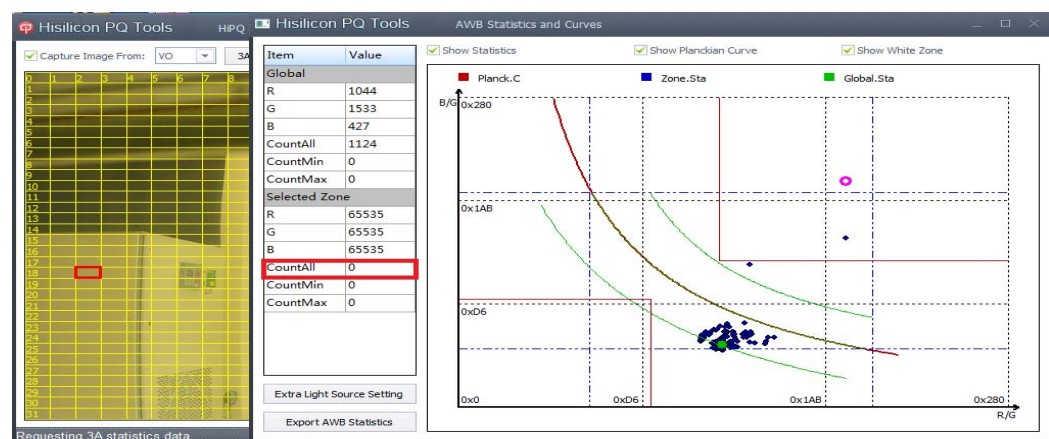 Hisilicon PQ Tools
HiPQ
Capture Image From:
VO
3A
0 1 2 3 4 5 6 7 8
1
2
3
4
5
6
7
8
9
10
11
12
13
14
15
16
17
18
19
20
21
22
23
24
25
26
27
28
29
30
31
Requesting 3A statistics data
Hisilicon PQ Tools
AWB Statistics and Curves
Item Value
Global
R 1044
G 1533
B 427
CountAll 1124
CountMin 0
CountMax 0
Selected Zone
R 65535
G 65535
B 65535
CountAll 0
CountMin 0
CountMax 0
Extra Light Source Setting
Export AWB Statistics
Show Statistics
Show Planckian Curve
Show White Zone
Planck.C
Zone.Sta
Global.Sta
B/G
0x280
0x1AB
0xD6
0x0
0xD6
0x1AB
0x280
R/G